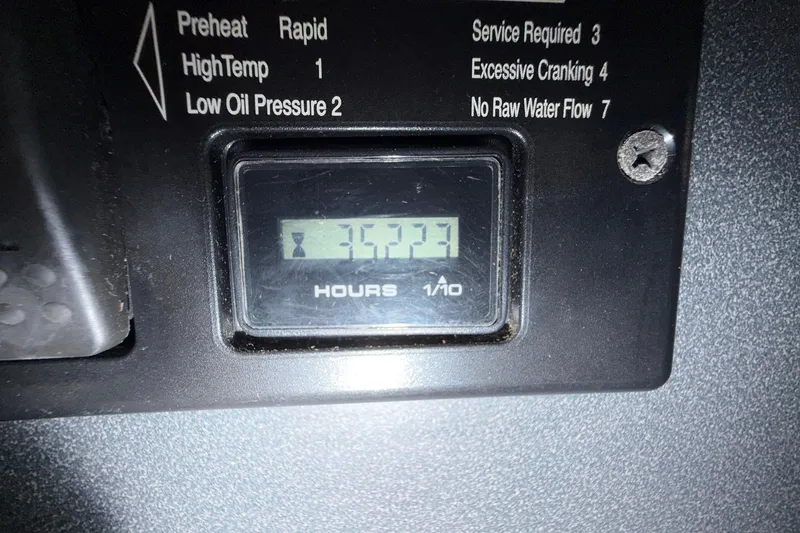 Preheat Rapid
HighTemp 1
Low Oil Pressure 2
Service Required 3
Excessive Cranking 4
No Raw Water Flow 7
35223
HOURS 1/10